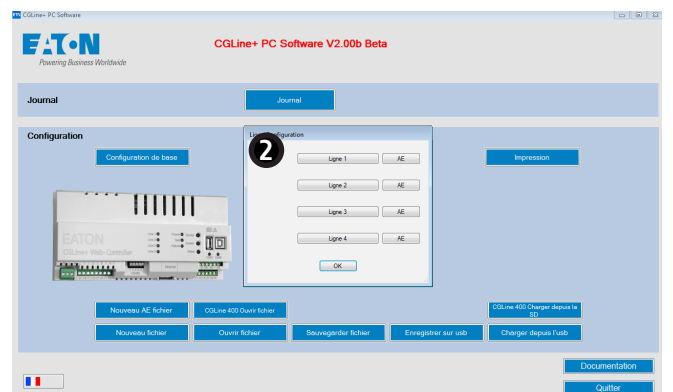 CGLine+ PC Software
EATON
Powering Business Worldwide
CGLine+ PC Software V2.00b Beta
Journal
Journal
Configuration
Configuration de base
2
Ligne 1
AE
Ligne 2
AE
Ligne 3
AE
Ligne 4
AE
OK
Impression
EATON
CGLine+ Web-Controller
Nouveau AE fichier
CGLine 400 Ouvrir fichier
CGLine 400 Charger depuis la
SD
Nouveau fichier
Ouvrir fichier
Sauvegarder fichier
Enregistrer sur usb
Charger depuis l'usb
Documentation
Quitter